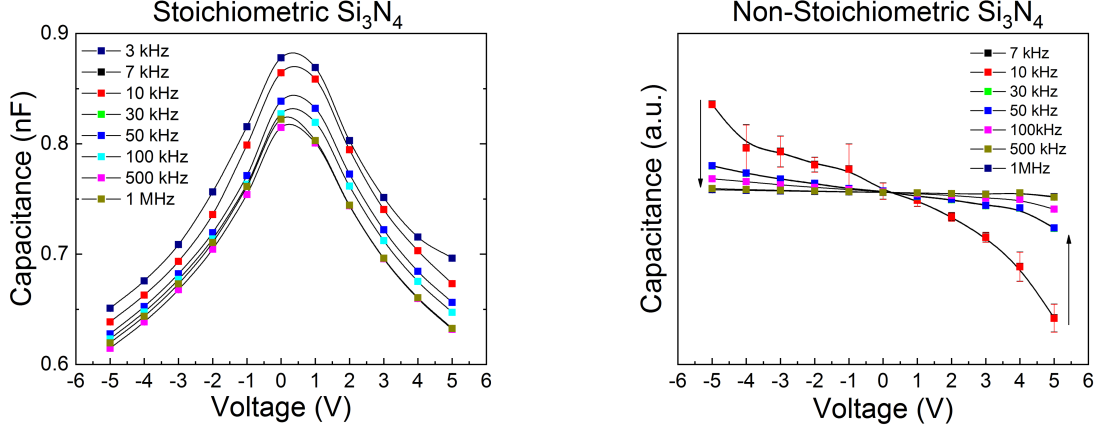 Stoichiometric Si₃N₄
Capacitance (nF)
0.9
0.8
0.7
0.6
3 kHz
7 kHz
10 kHz
30 kHz
50 kHz
100 kHz
500 kHz
1 MHz
-6 -5 -4 -3 -2 -1 0 1 2 3 4 5 6
Voltage (V)
Non-Stoichiometric Si₃N₄
Capacitance (a.u.)
7 kHz
10 kHz
30 kHz
50 kHz
100kHz
500 kHz
1MHz
-6 -5 -4 -3 -2 -1 0 1 2 3 4 5 6
Voltage (V)